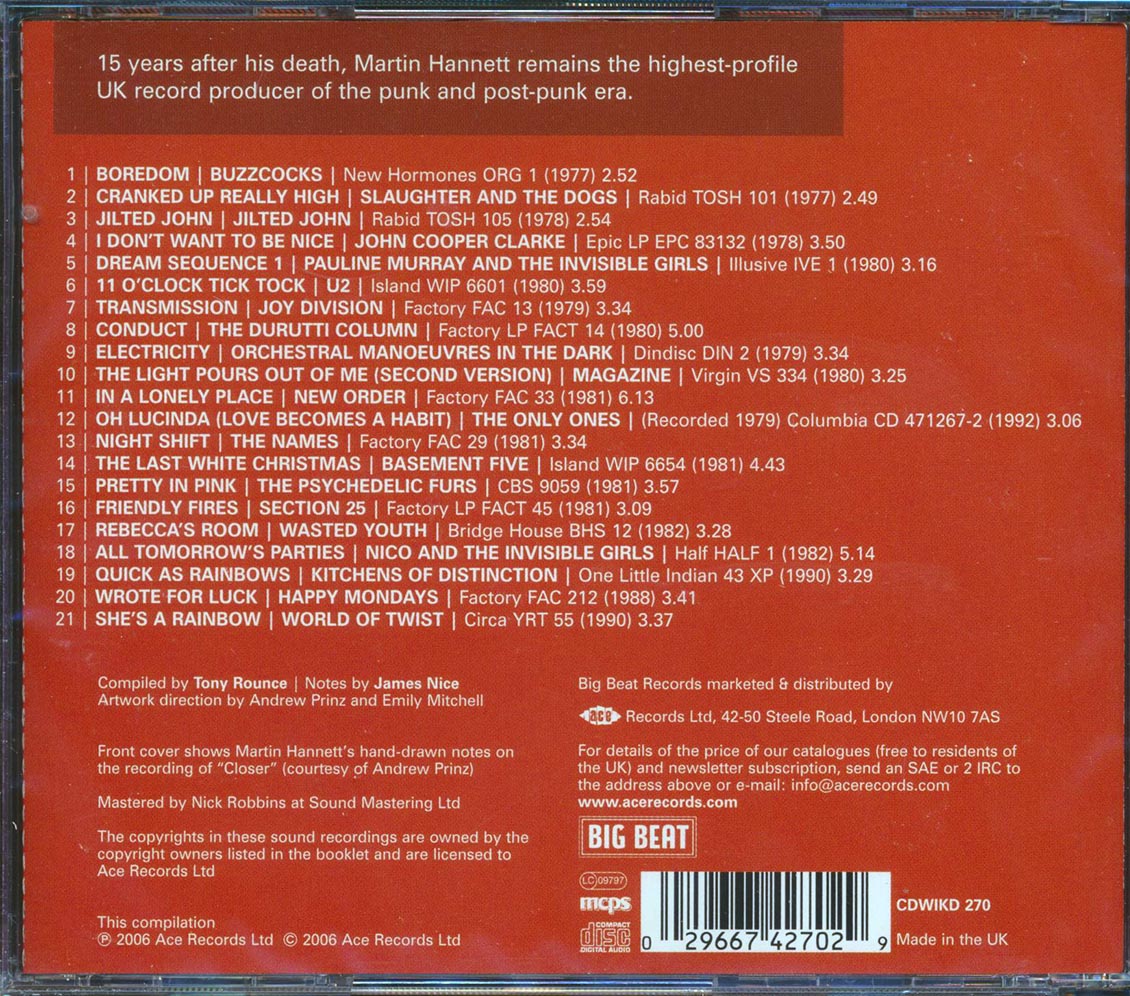 15 years after his death, Martin Hannett remains the highest-profile
UK record producer of the punk and post-punk era.
1 | BOREDOM | BUZZCOCKS | New Hormones ORG 1 (1977) 2.52
2 | CRANKED UP REALLY HIGH | SLAUGHTER AND THE DOGS | Rabid TOSH 101 (1977) 2.49
3 | JILTED JOHN | JILTED JOHN | Rabid TOSH 105 (1978) 2.54
4 | I DON'T WANT TO BE NICE | JOHN COOPER CLARKE | Epic LP EPC 83132 (1978) 3.50
5 | DREAM SEQUENCE 1 | PAULINE MURRAY AND THE INVISIBLE GIRLS | Illusive IVE 1 (1980) 3.16
6 | 11 O'CLOCK TICK TOCK | U2 | Island WIP 6601 (1980) 3.59
7 | TRANSMISSION | JOY DIVISION | Factory FAC 13 (1979) 3.34
8 | CONDUCT | THE DURUTTI COLUMN | Factory LP FACT 14 (1980) 5.00
9 | ELECTRICITY | ORCHESTRAL MANOEUVRES IN THE DARK | Dindisc DIN 2 (1979) 3.34
10 | THE LIGHT POURS OUT OF ME (SECOND VERSION) | MAGAZINE | Virgin VS 334 (1980) 3.25
11 | IN A LONELY PLACE | NEW ORDER | Factory FAC 33 (1981) 6.13
12 | OH LUCINDA (LOVE BECOMES A HABIT) | THE ONLY ONES | (Recorded 1979) Columbia CD 471267-2 (1992) 3.06
13 | NIGHT SHIFT | THE NAMES | Factory FAC 29 (1981) 3.34
14 | THE LAST WHITE CHRISTMAS | BASEMENT FIVE | Island WIP 6654 (1981) 4.43
15 | PRETTY IN PINK | THE PSYCHEDELIC FURS | CBS 9059 (1981) 3.57
16 | FRIENDLY FIRES | SECTION 25 | Factory LP FACT 45 (1981) 3.09
17 | REBECCA'S ROOM | WASTED YOUTH | Bridge House BHS 12 (1982) 3.28
18 | ALL TOMORROW'S PARTIES | NICO AND THE INVISIBLE GIRLS | Half HALF 1 (1982) 5.14
19 | QUICK AS RAINBOWS | KITCHENS OF DISTINCTION | One Little Indian 43 XP (1990) 3.29
20 | WROTE FOR LUCK | HAPPY MONDAYS | Factory FAC 212 (1988) 3.41
21 | SHE'S A RAINBOW | WORLD OF TWIST | Circa YRT 55 (1990) 3.37
Compiled by Tony Rounce | Notes by James Nice
Artwork direction by Andrew Prinz and Emily Mitchell
Front cover shows Martin Hannett's hand-drawn notes on
the recording of "Closer" (courtesy of Andrew Prinz)
Mastered by Nick Robbins at Sound Mastering Ltd
The copyrights in these sound recordings are owned by the
copyright owners listed in the booklet and are licensed to
Ace Records Ltd
This compilation
℗ 2006 Ace Records Ltd © 2006 Ace Records Ltd
Big Beat Records marketed & distributed by
ace Records Ltd, 42-50 Steele Road, London NW10 7AS
For details of the price of our catalogues (free to residents of
the UK) and newsletter subscription, send an SAE or 2 IRC to
the address above or e-mail: info@acerecords.com
www.acerecords.com
BIG BEAT
LC 09797
mcps
COMPACT
disc
DIGITAL AUDIO
0 29667 42702 9
CDWIKD 270
Made in the UK